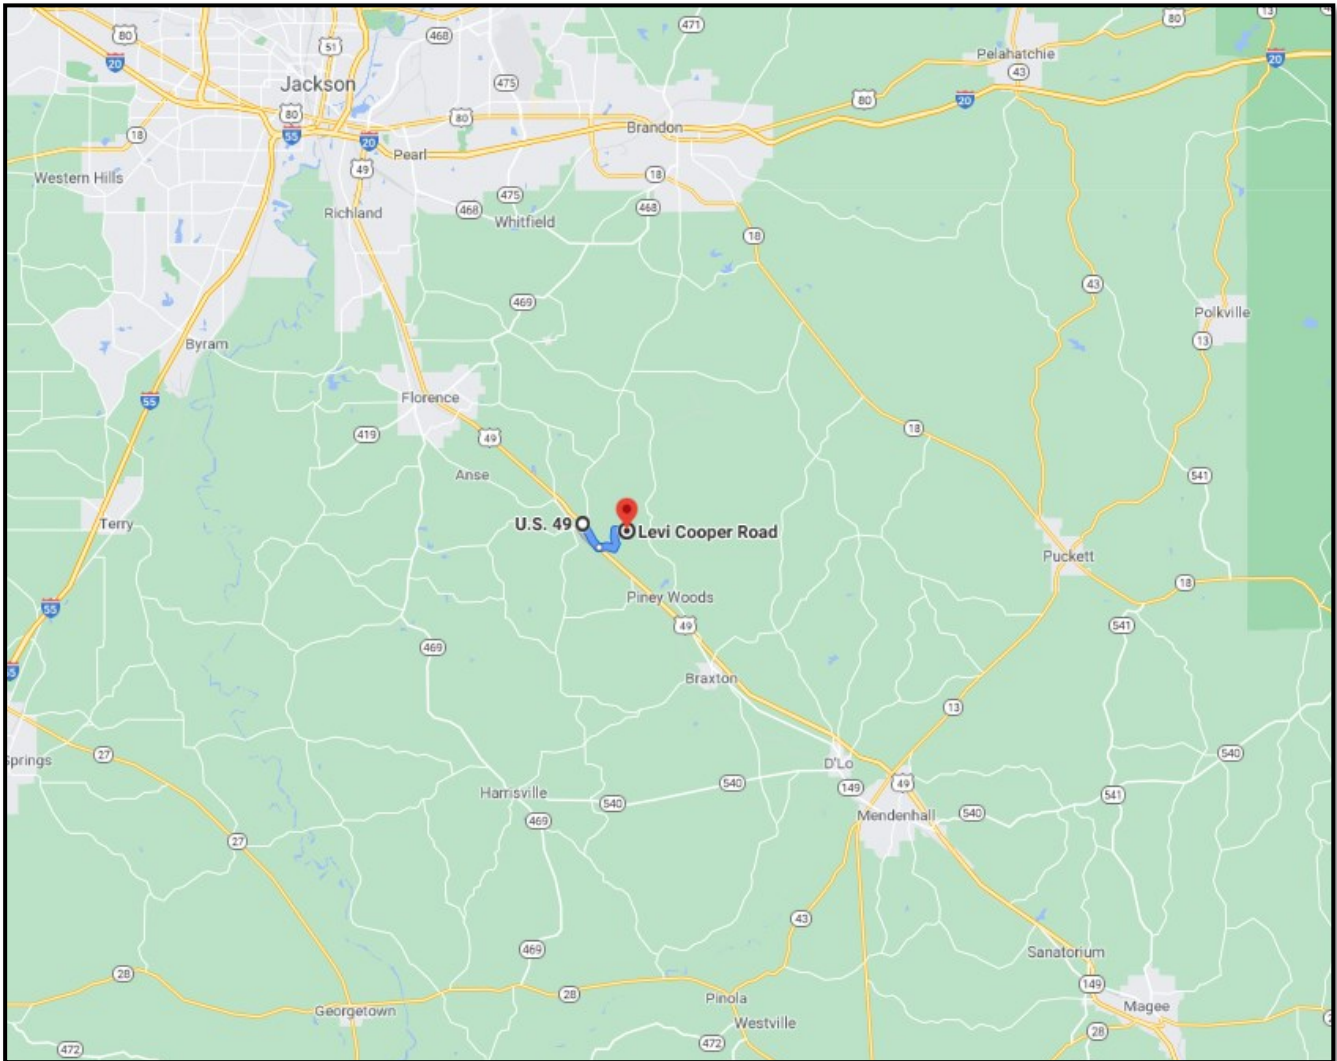 80
20
51
468
471
80
13
Pelahatchie
43
20
Jackson
475
80
20
80
80
18
55
20
Pearl
Brandon
Western Hills
49
18
475
468
Richland
468
Whitfield
18
469
43
Polkville
13
Byram
55
Florence
419
49
18
Anse
541
Terry
U.S. 49
Levi Cooper Road
Puckett
18
55
Piney Woods
49
541
469
Braxton
13
27
Springs
540
D'Lo
540
149
49
541
Harrisville
540
Mendenhall
540
469
27
43
469
Sanatorium
28
28
149
Pinola
Magee
Georgetown
Westville
28
472
472